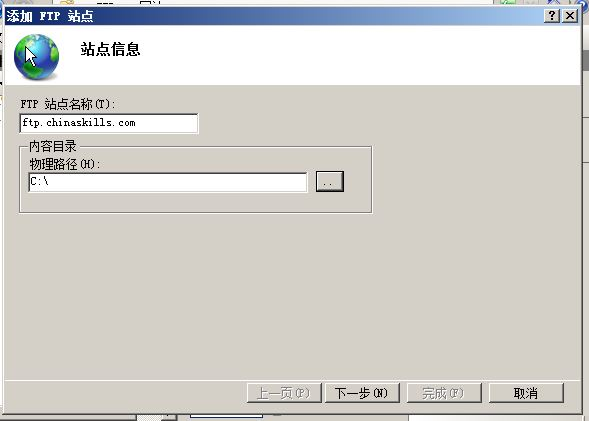 添加 FTP 站点
站点信息
FTP 站点名称(T):
ftp.chinaskills.com
内容目录
物理路径(H):
C:\
..
上一页(P)
下一步(N)
完成(F)
取消